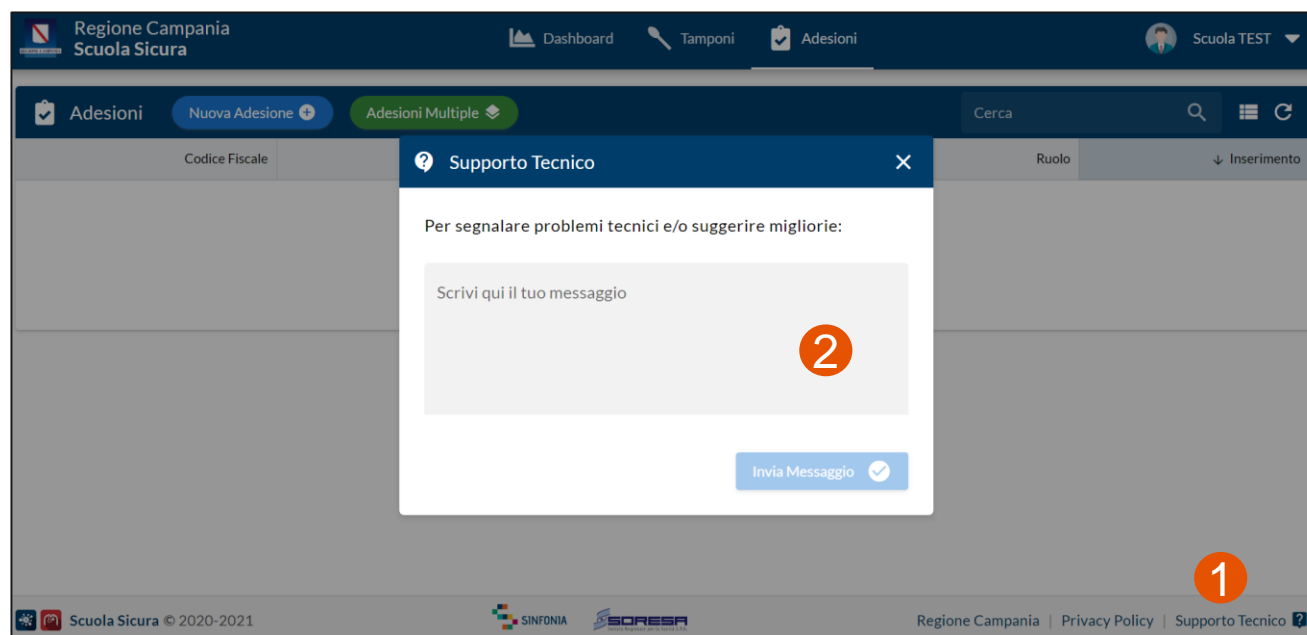 Regione Campania
Scuola Sicura
Dashboard
Tamponi
Adesioni
Scuola TEST
Adesioni
Nuova Adesione
Adesioni Multiple
Cerca
Codice Fiscale
Ruolo
Inserimento
Supporto Tecnico
Per segnalare problemi tecnici e/o suggerire migliorie:
Scrivi qui il tuo messaggio
2
Invia Messaggio
1
Scuola Sicura © 2020-2021
SINFONIA
SORESA
Regione Campania | Privacy Policy | Supporto Tecnico